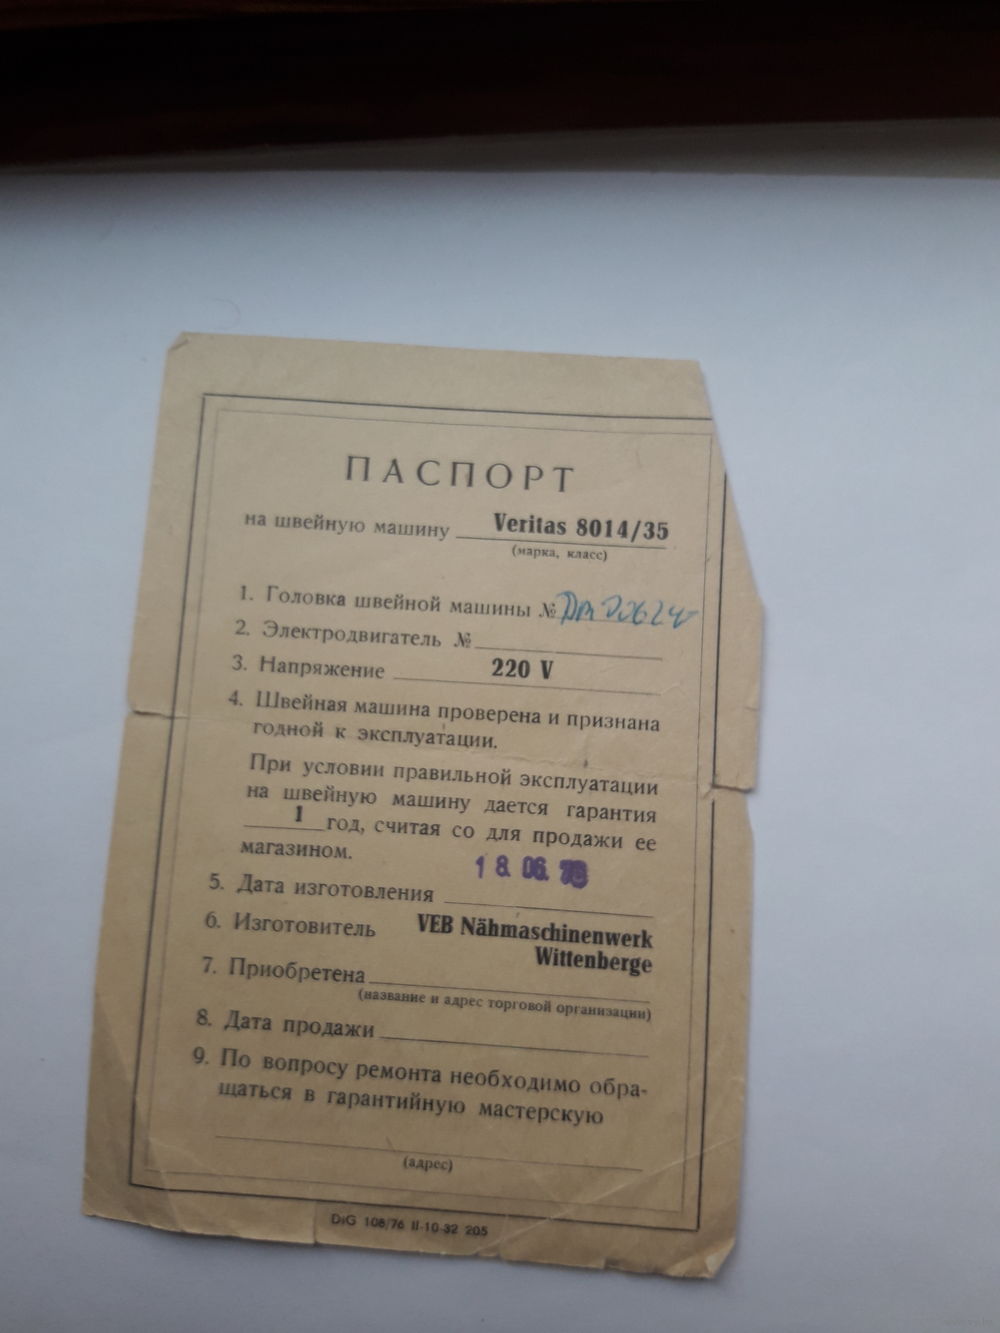 ПАСПОРТ
на швейную машину Veritas 8014/35
(марка, класс)
1. Головка швейной машины №
2. Электродвигатель №
3. Напряжение 220 V
4. Швейная машина проверена и признана
годной к эксплуатации.
При условии правильной эксплуатации
на швейную машину дается гарантия
1 год, считая со для продажи ее
магазином.
18.06.
5. Дата изготовления
6. Изготовитель VEB Nähmaschinenwerk
Wittenberge
7. Приобретена
(название и адрес торговой организации)
8. Дата продажи
9. По вопросу ремонта необходимо обра-
щаться в гарантийную мастерскую
(адрес)
DiG 106/76 II-10-32 205